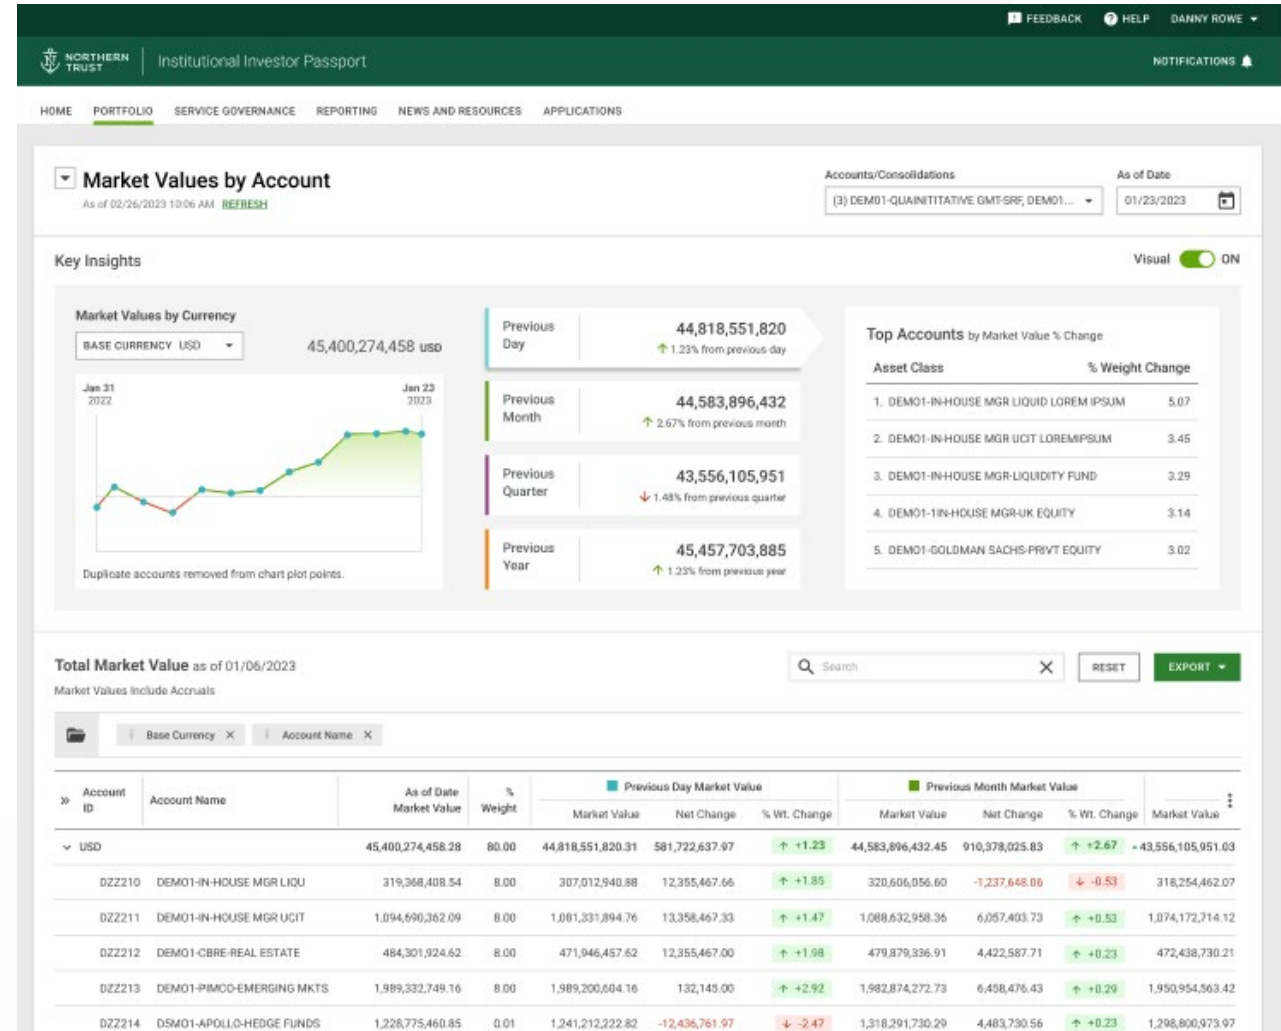 FEEDBACK HELP DANNY ROWE
NORTHERN TRUST Institutional Investor Passport NOTIFICATIONS
HOME PORTFOLIO SERVICE GOVERNANCE REPORTING NEWS AND RESOURCES APPLICATIONS
Market Values by Account
As of 02/26/2023 10:06 AM REFRESH
Accounts/Consolidations As of Date
(3) DEM01-QUAINITITATIVE GMT-SRF, DEM01... 01/23/2023
Key Insights Visual ON
Market Values by Currency
BASE CURRENCY USD 45,400,274,458 USD
Jan 31 2022 Jan 23 2023
Duplicate accounts removed from chart plot points.
Previous Day 44,818,551,820
1.23% from previous day
Previous Month 44,583,896,432
2.67% from previous month
Previous Quarter 43,556,105,951
1.48% from previous quarter
Previous Year 45,457,703,885
1.23% from previous year
Top Accounts by Market Value % Change
Asset Class % Weight Change
1. DEMO1-IN-HOUSE MGR LIQUID LOREM IPSUM 5.07
2. DEMO1-IN-HOUSE MGR UCIT LOREMIPSUM 3.45
3. DEMO1-IN-HOUSE MGR-LIQUIDITY FUND 3.29
4. DEMO1-1IN-HOUSE MGR-UK EQUITY 3.14
5. DEMO1-GOLDMAN SACHS-PRIVT EQUITY 3.02
Total Market Value as of 01/06/2023
Market Values Include Accruals
Search RESET EXPORT
Base Currency Account Name
Account ID Account Name As of Date Market Value % Weight Previous Day Market Value Previous Month Market Value
Market Value Net Change % Wt. Change Market Value Net Change % Wt. Change Market Value
USD 45,400,274,458.28 80.00 44,818,551,820.31 581,722,637.97 +1.23 44,583,896,432.45 910,378,025.83 +2.67 43,556,105,951.03
DZZ210 DEMO1-IN-HOUSE MGR LIQU 319,368,408.54 8.00 307,012,940.88 12,355,467.66 +1.85 320,606,056.60 -1,237,648.06 -0.53 318,254,462.07
DZZ211 DEMO1-IN-HOUSE MGR UCIT 1,094,690,362.09 8.00 1,081,331,894.76 13,358,467.33 +1.47 1,088,632,958.36 6,057,403.73 +0.53 1,074,172,714.12
DZZ212 DEMO1-CBRE-REAL ESTATE 484,301,924.62 8.00 471,946,457.62 12,355,467.00 +1.98 479,879,336.91 4,422,587.71 +0.23 472,438,730.21
DZZ213 DEMO1-PIMCO-EMERGING MKTS 1,989,332,749.16 8.00 1,989,200,604.16 132,145.00 +2.92 1,982,874,272.73 6,458,476.43 +0.29 1,950,954,563.42
DZZ214 D5MO1-APOLLO-HEDGE FUNDS 1,228,775,460.85 0.01 1,241,212,222.82 -12,436,761.97 -2.47 1,318,291,730.29 4,483,730.56 +0.23 1,298,800,973.97